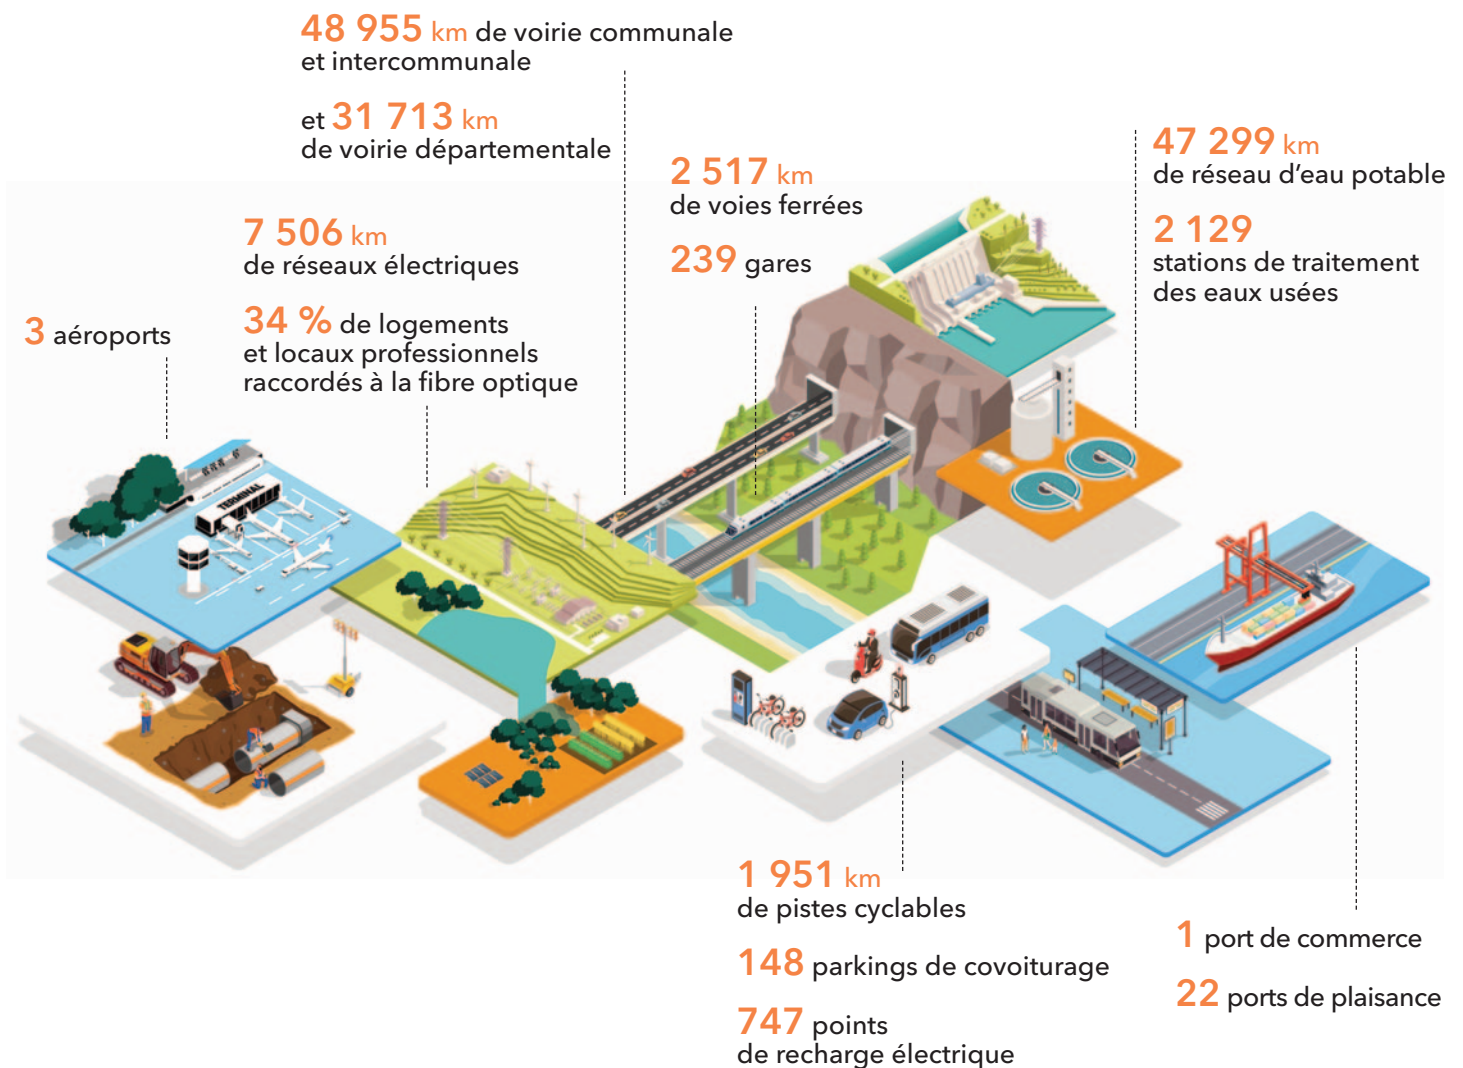 48 955 km de voirie communale
et intercommunale
et 31 713 km
de voirie départementale
2 517 km
de voies ferrées
239 gares
47 299 km
de réseau d’eau potable
2 129
stations de traitement
des eaux usées
7 506 km
de réseaux électriques
34 % de logements
et locaux professionnels
raccordés à la fibre optique
3 aéroports
TERMINAL
1 951 km
de pistes cyclables
148 parkings de covoiturage
747 points
de recharge électrique
1 port de commerce
22 ports de plaisance